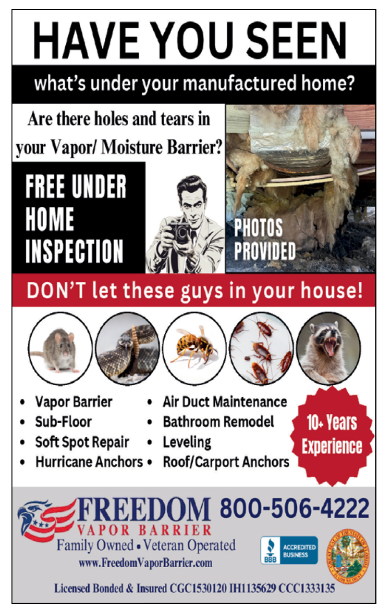 HAVE YOU SEEN
what's under your manufactured home?
Are there holes and tears in
your Vapor/ Moisture Barrier?
FREE UNDER
HOME
INSPECTION
PHOTOS
PROVIDED
DON'T let these guys in your house!
• Vapor Barrier
• Sub-Floor
• Soft Spot Repair
• Hurricane Anchors
• Air Duct Maintenance
• Bathroom Remodel
• Leveling
• Roof/Carport Anchors
10+ Years
Experience
FREEDOM
VAPOR BARRIER
800-506-4222
Family Owned • Veteran Operated
www.FreedomVaporBarrier.com
BBB
ACCREDITED
BUSINESS
Licensed Bonded & Insured CGC1530120 IH1135629 CCC1333135